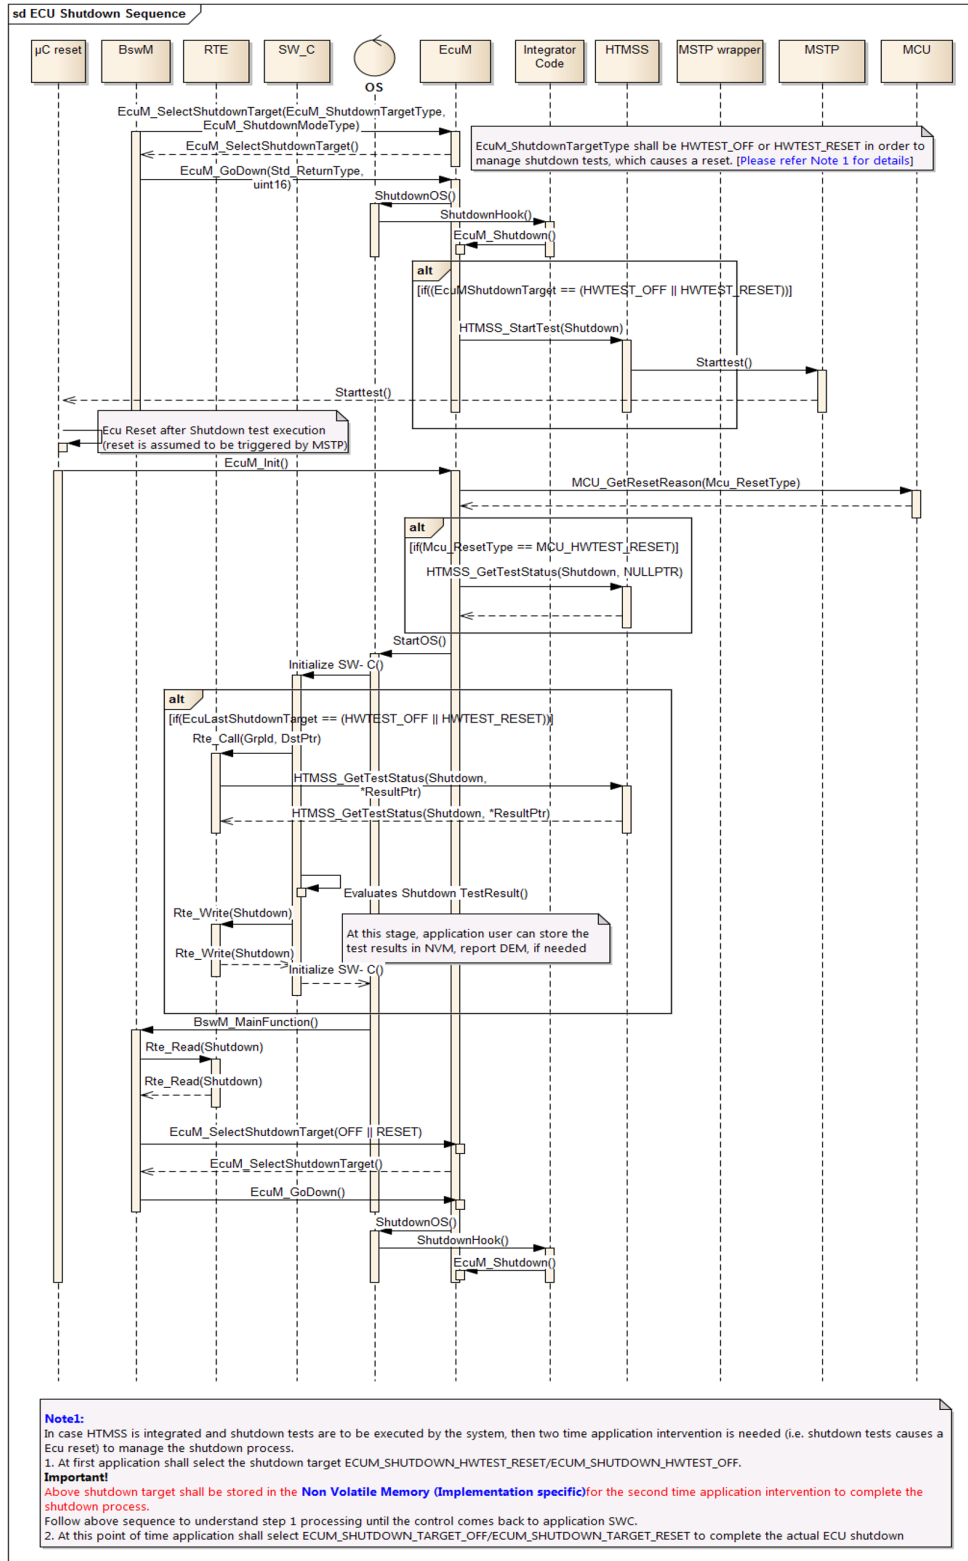 sd ECU Shutdown Sequence
µC reset
BswM
RTE
SW_C
OS
EcuM
Integrator
Code
HTMSS
MSTP wrapper
MSTP
MCU
EcuM_SelectShutdownTarget(EcuM_ShutdownTargetType,
EcuM_ShutdownModeType)
EcuM_ShutdownTargetType shall be HWTEST_OFF or HWTEST_RESET in order to
manage shutdown tests, which causes a reset. [Please refer Note 1 for details]
EcuM_SelectShutdownTarget()
EcuM_GoDown(Std_ReturnType,
uint16)
ShutdownOS()
ShutdownHook()
EcuM_Shutdown()
alt
[if((EcuMShutdownTarget == (HWTEST_OFF || HWTEST_RESET))]
HTMSS_StartTest(Shutdown)
Starttest()
Starttest()
Ecu Reset after Shutdown test execution
(reset is assumed to be triggered by MSTP)
EcuM_Init()
MCU_GetResetReason(Mcu_ResetType)
alt
[if(Mcu_ResetType == MCU_HWTEST_RESET)]
HTMSS_GetTestStatus(Shutdown, NULLPTR)
StartOS()
Initialize SW- C()
alt
[if(EcuLastShutdownTarget == (HWTEST_OFF || HWTEST_RESET))]
Rte_Call(GrpId, DstPtr)
HTMSS_GetTestStatus(Shutdown,
*ResultPtr)
HTMSS_GetTestStatus(Shutdown, *ResultPtr)
Evaluates Shutdown TestResult()
Rte_Write(Shutdown)
At this stage, application user can store the
test results in NVM, report DEM, if needed
Rte_Write(Shutdown)
Initialize SW- C()
BswM_MainFunction()
Rte_Read(Shutdown)
Rte_Read(Shutdown)
EcuM_SelectShutdownTarget(OFF || RESET)
EcuM_SelectShutdownTarget()
EcuM_GoDown()
ShutdownOS()
ShutdownHook()
EcuM_Shutdown()
Note1:
In case HTMSS is integrated and shutdown tests are to be executed by the system, then two time application intervention is needed (i.e. shutdown tests causes a
Ecu reset) to manage the shutdown process.
1. At first application shall select the shutdown target ECUM_SHUTDOWN_HWTEST_RESET/ECUM_SHUTDOWN_HWTEST_OFF.
Important!
Above shutdown target shall be stored in the Non Volatile Memory (Implementation specific)for the second time application intervention to complete the
shutdown process.
Follow above sequence to understand step 1 processing until the control comes back to application SWC.
2. At this point of time application shall select ECUM_SHUTDOWN_TARGET_OFF/ECUM_SHUTDOWN_TARGET_RESET to complete the actual ECU shutdown